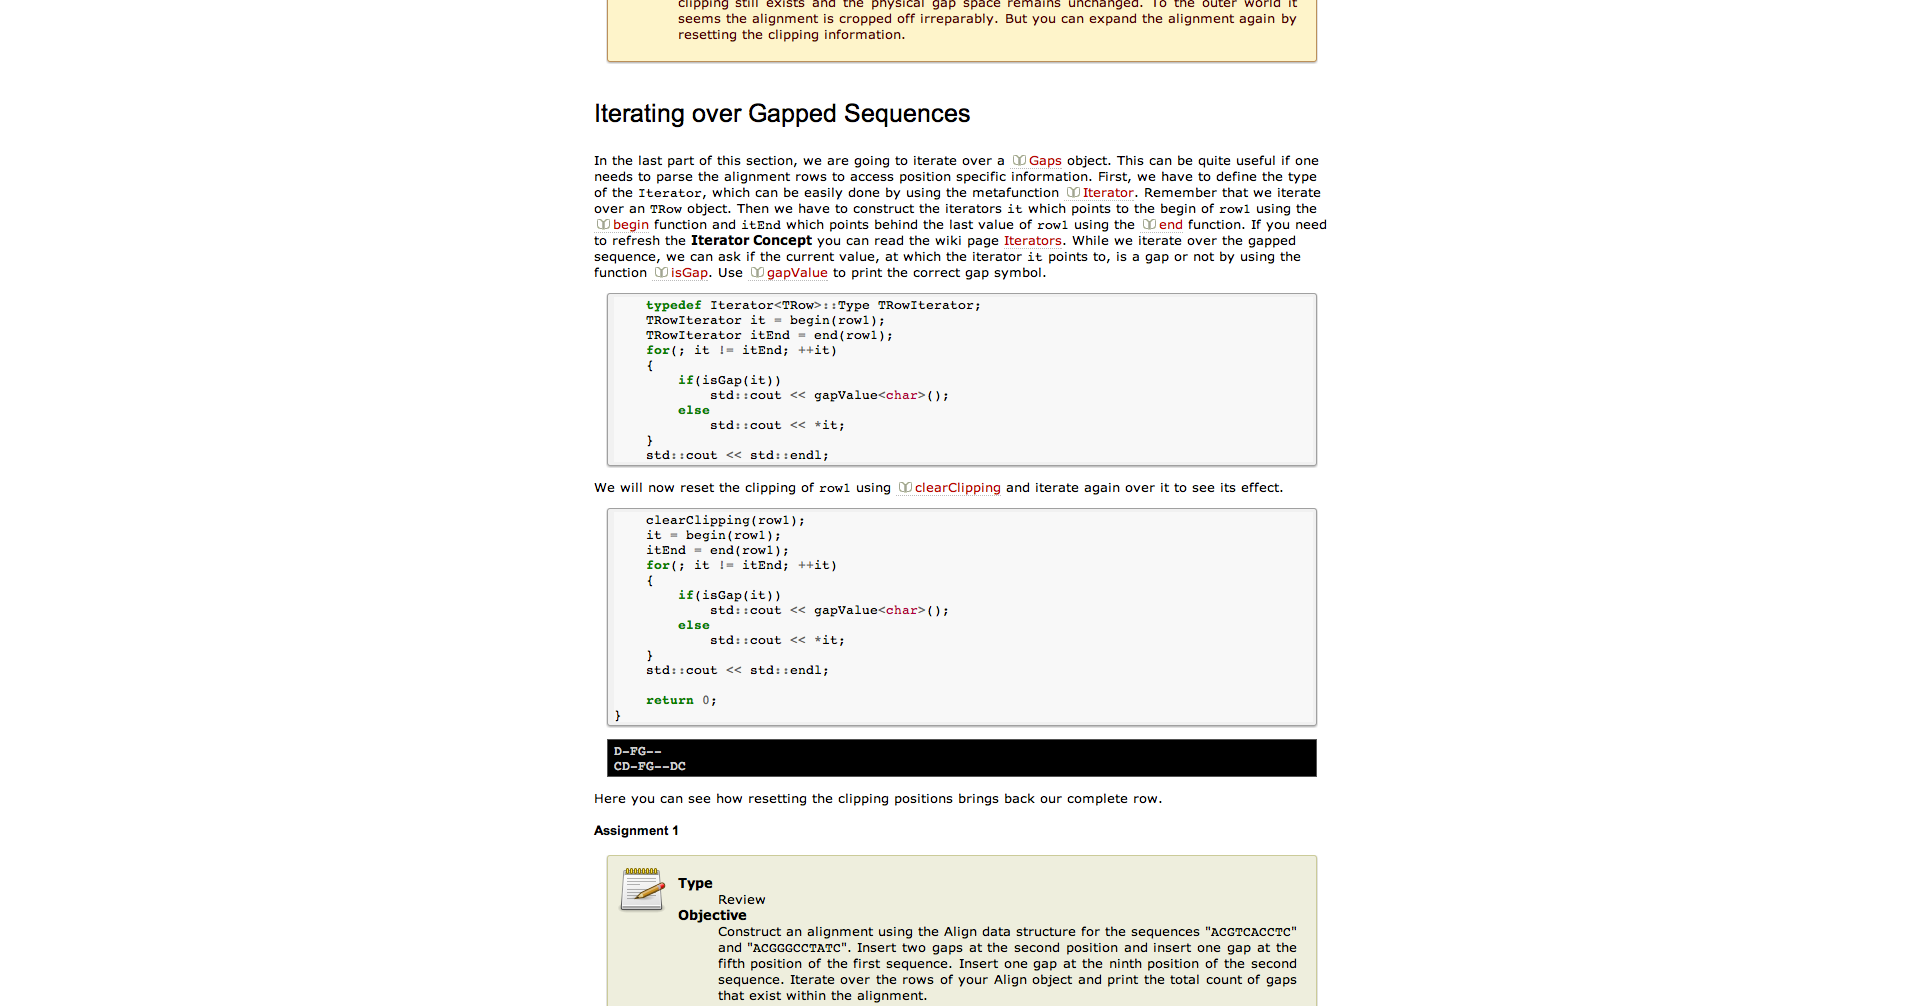 clipping still exists and the physical gap space remains unchanged. To the outer world it
seems the alignment is cropped off irreparably. But you can expand the alignment again by
resetting the clipping information.
Iterating over Gapped Sequences
In the last part of this section, we are going to iterate over a Gaps object. This can be quite useful if one
needs to parse the alignment rows to access position specific information. First, we have to define the type
of the Iterator, which can be easily done by using the metafunction Iterator. Remember that we iterate
over an TRow object. Then we have to construct the iterators it which points to the begin of row1 using the
begin function and itEnd which points behind the last value of row1 using the end function. If you need
to refresh the Iterator Concept you can read the wiki page Iterators. While we iterate over the gapped
sequence, we can ask if the current value, at which the iterator it points to, is a gap or not by using the
function isGap. Use gapValue to print the correct gap symbol.
typedef Iterator<TRow>::Type TRowIterator;
TRowIterator it = begin(row1);
TRowIterator itEnd = end(row1);
for(; it != itEnd; ++it)
{
if(isGap(it))
std::cout << gapValue<char>();
else
std::cout << *it;
}
std::cout << std::endl;
We will now reset the clipping of row1 using clearClipping and iterate again over it to see its effect.
clearClipping(row1);
it = begin(row1);
itEnd = end(row1);
for(; it != itEnd; ++it)
{
if(isGap(it))
std::cout << gapValue<char>();
else
std::cout << *it;
}
std::cout << std::endl;
return 0;
}
D-FG--
CD-FG--DC
Here you can see how resetting the clipping positions brings back our complete row.
Assignment 1
Type
Review
Objective
Construct an alignment using the Align data structure for the sequences "ACGTCACCTC"
and "ACGGGCCTATC". Insert two gaps at the second position and insert one gap at the
fifth position of the first sequence. Insert one gap at the ninth position of the second
sequence. Iterate over the rows of your Align object and print the total count of gaps
that exist within the alignment.